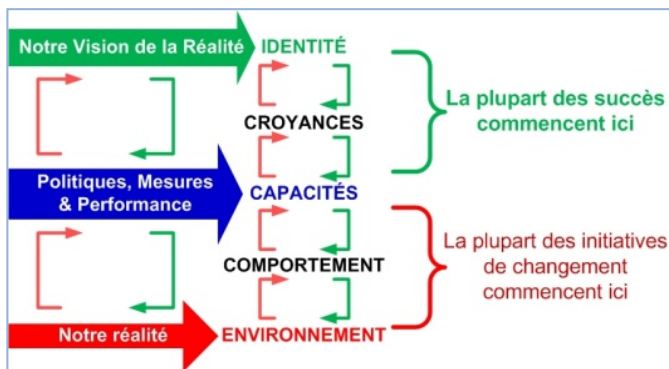 Notre Vision de la Réalité
IDENTITÉ
La plupart des succès
commencent ici
CROYANCES
Politiques, Mesures
& Performance
CAPACITÉS
La plupart des initiatives
de changement
commencent ici
COMPORTEMENT
Notre réalité
ENVIRONNEMENT